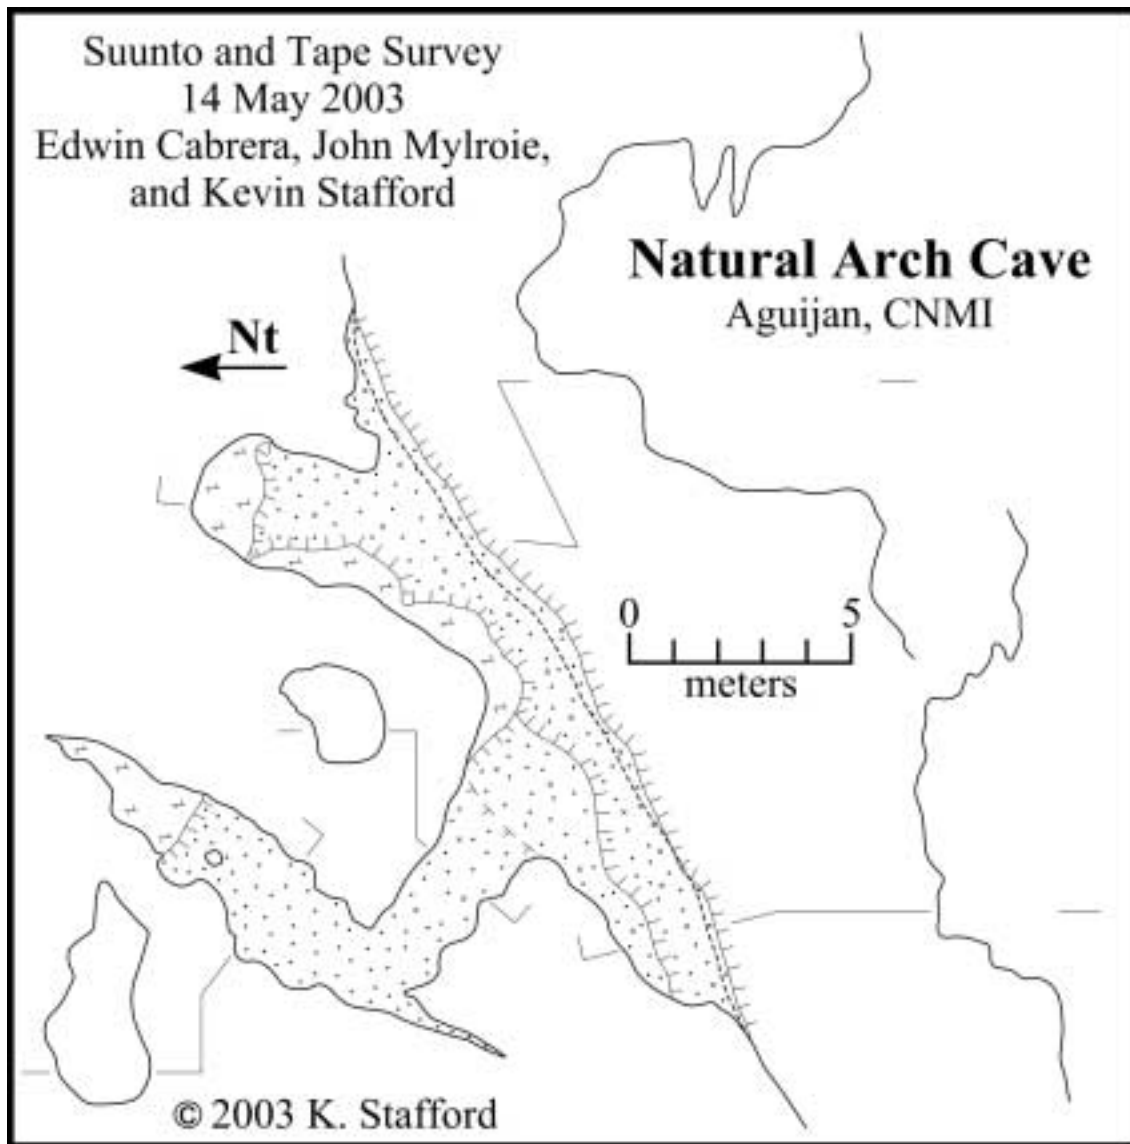 Suunto and Tape Survey
14 May 2003
Edwin Cabrera, John Mylroie,
and Kevin Stafford
Natural Arch Cave
Aguijan, CNMI
Nt
0 5
meters
© 2003 K. Stafford